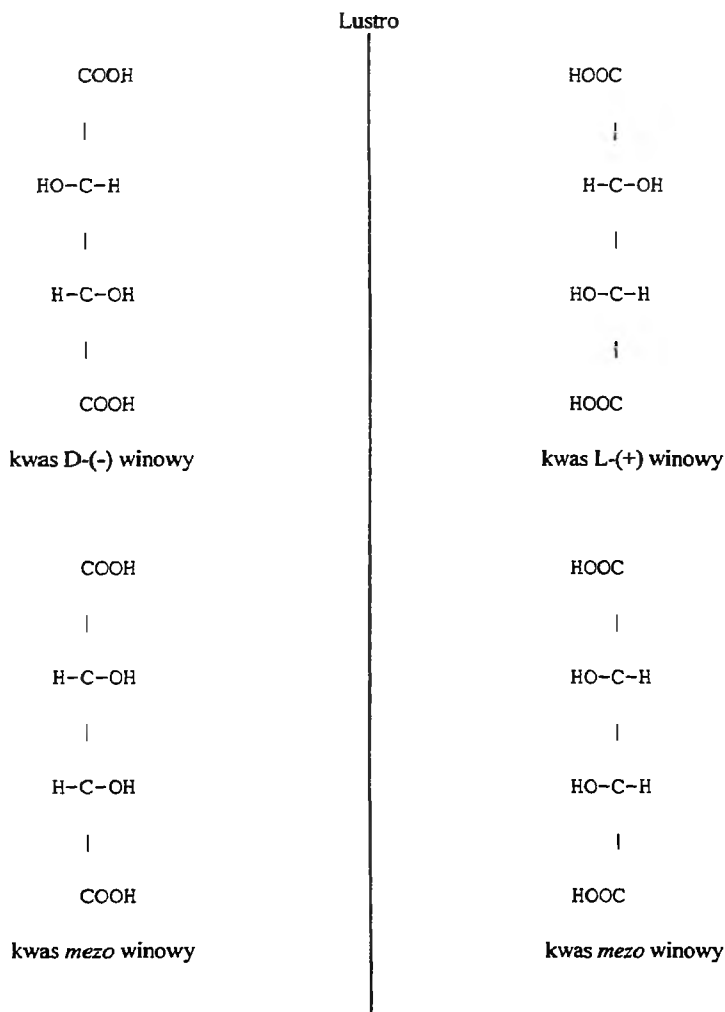 Lustro
COOH HOOC
| |
HO-C-H H-C-OH
| |
H-C-OH HO-C-H
| |
COOH HOOC
kwas D-(-) winowy kwas L-(+) winowy
COOH HOOC
| |
H-C-OH HO-C-H
| |
H-C-OH HO-C-H
| |
COOH HOOC
kwas mezo winowy kwas mezo winowy